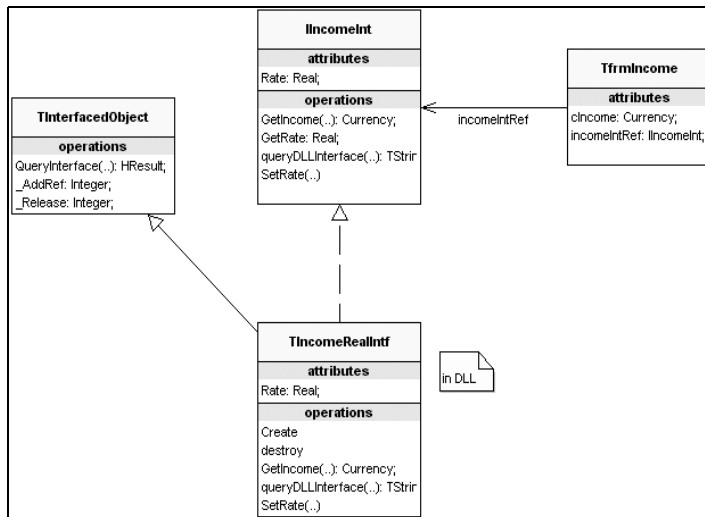 IIncomeInt
attributes
Rate: Real;
operations
GetIncome(..): Currency;
GetRate: Real;
queryDLLInterface(..): TStrin
SetRate(..)
TfrmIncome
attributes
cIncome: Currency;
incomeIntRef: IIncomeInt;
incomeIntRef
TInterfacedObject
operations
QueryInterface(..): HResult;
_AddRef: Integer;
_Release: Integer;
TIncomeRealIntf
attributes
Rate: Real;
operations
Create
destroy
GetIncome(..): Currency;
queryDLLInterface(..): TStrin
SetRate(..)
in DLL